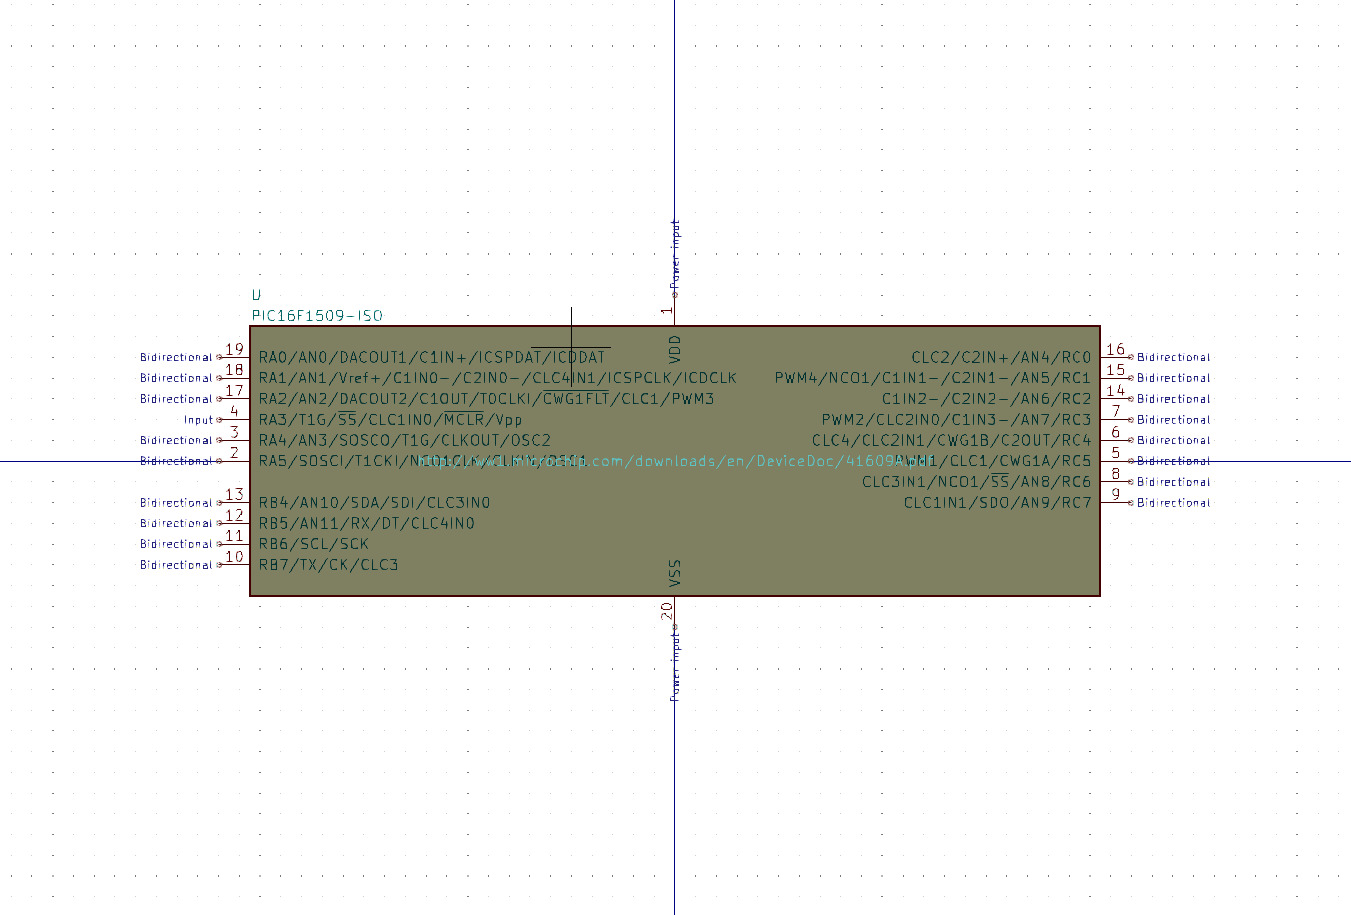 Power input
1
VDD
U
PIC16F1509-ISO
Bidirectional 19 RA0/AN0/DACOUT1/C1IN+/ICSPDAT/ICDDAT CLC2/C2IN+/AN4/RC0 16 Bidirectional
Bidirectional 18 RA1/AN1/Vref+/C1IN0-/C2IN0-/CLC4IN1/ICSPCLK/ICDCLK PWM4/NCO1/C1IN1-/C2IN1-/AN5/RC1 15 Bidirectional
Bidirectional 17 RA2/AN2/DACOUT2/C1OUT/T0CLKI/CWG1FLT/CLC1/PWM3 C1IN2-/C2IN2-/AN6/RC2 14 Bidirectional
Input 4 RA3/T1G/SS/CLC1IN0/MCLR/Vpp PWM2/CLC2IN0/C1IN3-/AN7/RC3 7 Bidirectional
Bidirectional 3 RA4/AN3/SOSCO/T1G/CLKOUT/OSC2 CLC4/CLC2IN1/CWG1B/C2OUT/RC4 6 Bidirectional
Bidirectional 2 RA5/SOSCI/T1CKI/ http://ww1.microchip.com/downloads/en/DeviceDoc/41609A.pdf PWM1/CLC1/CWG1A/RC5 5 Bidirectional
CLC3IN1/NCO1/SS/AN8/RC6 8 Bidirectional
Bidirectional 13 RB4/AN10/SDA/SDI/CLC3IN0 CLC1IN1/SDO/AN9/RC7 9 Bidirectional
Bidirectional 12 RB5/AN11/RX/DT/CLC4IN0
Bidirectional 11 RB6/SCL/SCK
Bidirectional 10 RB7/TX/CK/CLC3
VSS
20
Power input